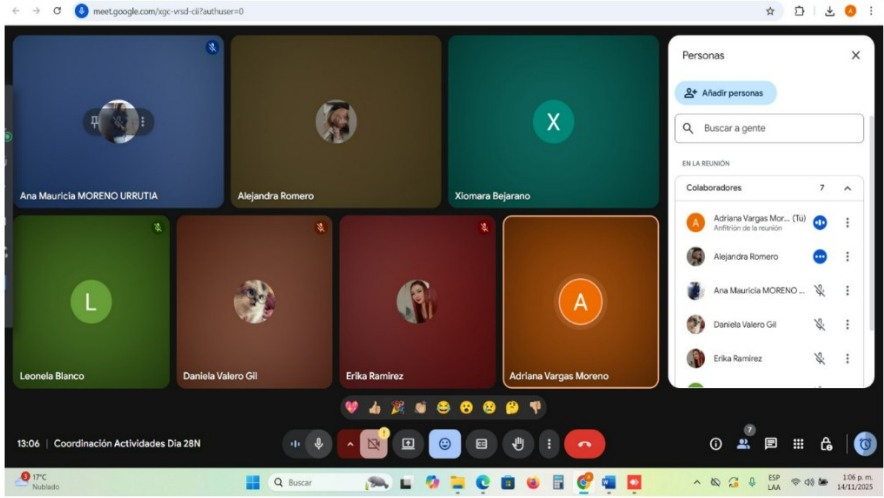 meet.google.com/xgc-vrsd-cii?authuser=0
A
Ana Mauricia MORENO URRUTIA
Alejandra Romero
X
Xiomara Bejarano
L
Leonela Blanco
Daniela Valero Gil
Erika Ramirez
A
Adriana Vargas Moreno
Personas
Añadir personas
Buscar a gente
EN LA REUNIÓN
Colaboradores 7
A
Adriana Vargas Mor... (Tú)
Anfitrión de la reunión
Alejandra Romero
Ana Mauricia MORENO ...
Daniela Valero Gil
Erika Ramirez
13:06 | Coordinación Actividades Dia 28N
7
17°C
Nublado
Buscar
ESP
LAA
1:06 p. m.
14/11/2025